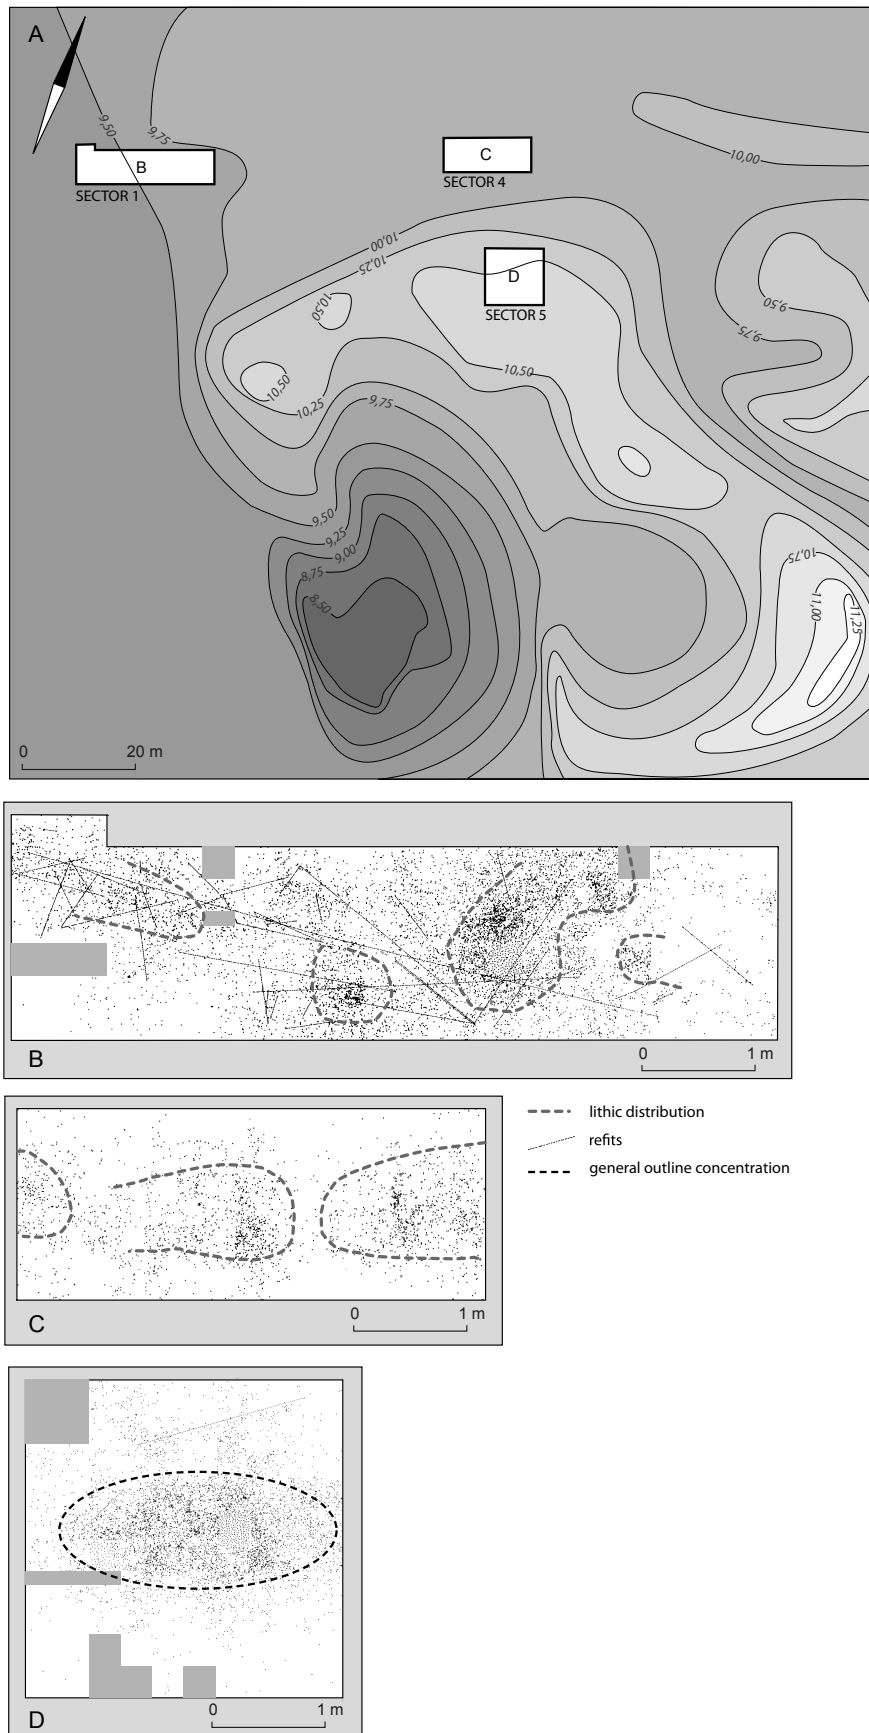 A
9,50
9,75
B
SECTOR 1
C
SECTOR 4
10,00
10,00
10,25
D
SECTOR 5
10,50
10,50
10,50
10,25
9,75
9,50
9,75
9,50
9,25
9,00
8,75
8,50
10,75
11,00
11,25
0 20 m
B
0 1 m
C
0 1 m
lithic distribution
refits
general outline concentration
D
0 1 m